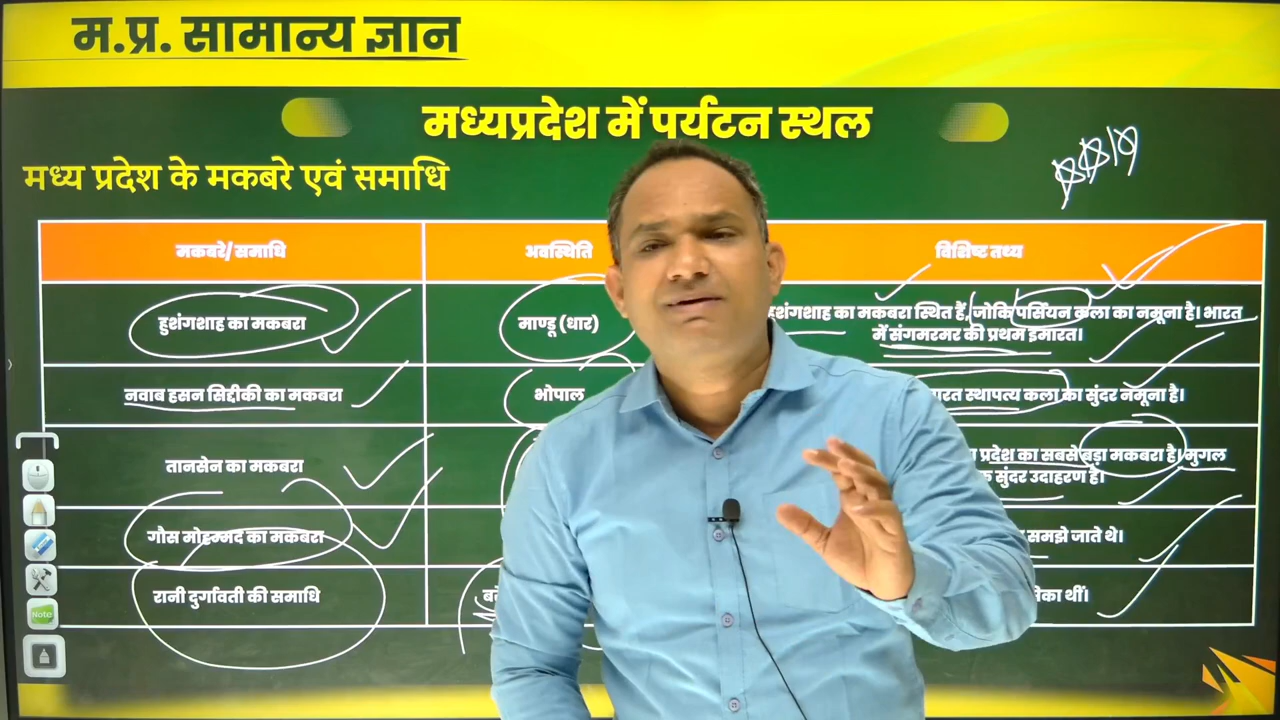 म.प्र. सामान्य ज्ञान
मध्यप्रदेश में पर्यटन स्थल
मध्य प्रदेश के मकबरे एवं समाधि
मकबरे/ समाधि
अवस्थिति
विशिष्ट तथ्य
हुशंगशाह का मकबरा
माण्डू (धार)
का मकबरा स्थित हैं, जोकि पर्सियन कला का नमूना है। भारत
में संगमरमर की प्रथम इमारत।
नवाब हसन सिद्दीकी का मकबरा
भोपाल
स्थापत्य कला का सुंदर नमूना है।
तानसेन का मकबरा
प्रदेश का सबसे बड़ा मकबरा है। मुगल
सुंदर उदाहरण है।
गौस मोहम्मद का मकबरा
समझे जाते थे।
रानी दुर्गावती की समाधि
थीं।
Note